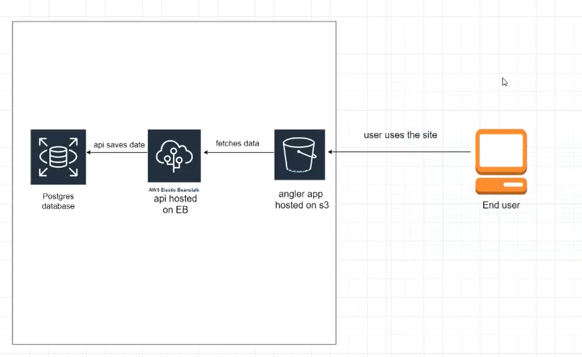 user uses the site
api saves date
fetches data
AWS Elastic Beanstalk
Postgres
database
api hosted
on EB
angler app
hosted on s3
End user